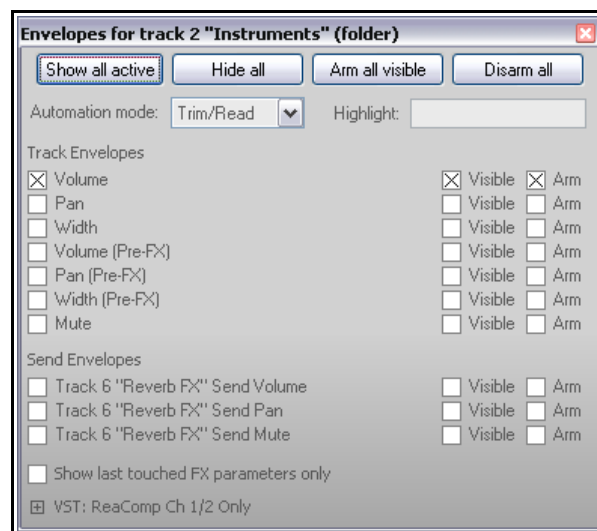 Envelopes for track 2 "Instruments" (folder)
Show all active Hide all Arm all visible Disarm all
Automation mode: Trim/Read Highlight:
Track Envelopes
Volume Visible Arm
Pan Visible Arm
Width Visible Arm
Volume (Pre-FX) Visible Arm
Pan (Pre-FX) Visible Arm
Width (Pre-FX) Visible Arm
Mute Visible Arm
Send Envelopes
Track 6 "Reverb FX" Send Volume Visible Arm
Track 6 "Reverb FX" Send Pan Visible Arm
Track 6 "Reverb FX" Send Mute Visible Arm
Show last touched FX parameters only
VST: ReaComp Ch 1/2 Only